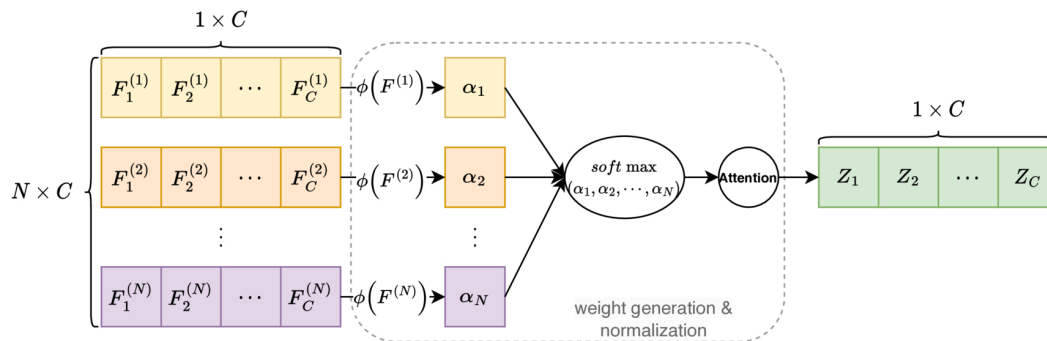 1 × C
F_1^{(1)} F_2^{(1)} ⋯ F_C^{(1)} ϕ(F^{(1)}) α_1
1 × C
F_1^{(2)} F_2^{(2)} ⋯ F_C^{(2)} ϕ(F^{(2)}) α_2
N × C
soft max
(α_1, α_2, ⋯, α_N)
Attention
Z_1 Z_2 ⋯ Z_C
⋮ ⋮
F_1^{(N)} F_2^{(N)} ⋯ F_C^{(N)} ϕ(F^{(N)}) α_N
weight generation &
normalization